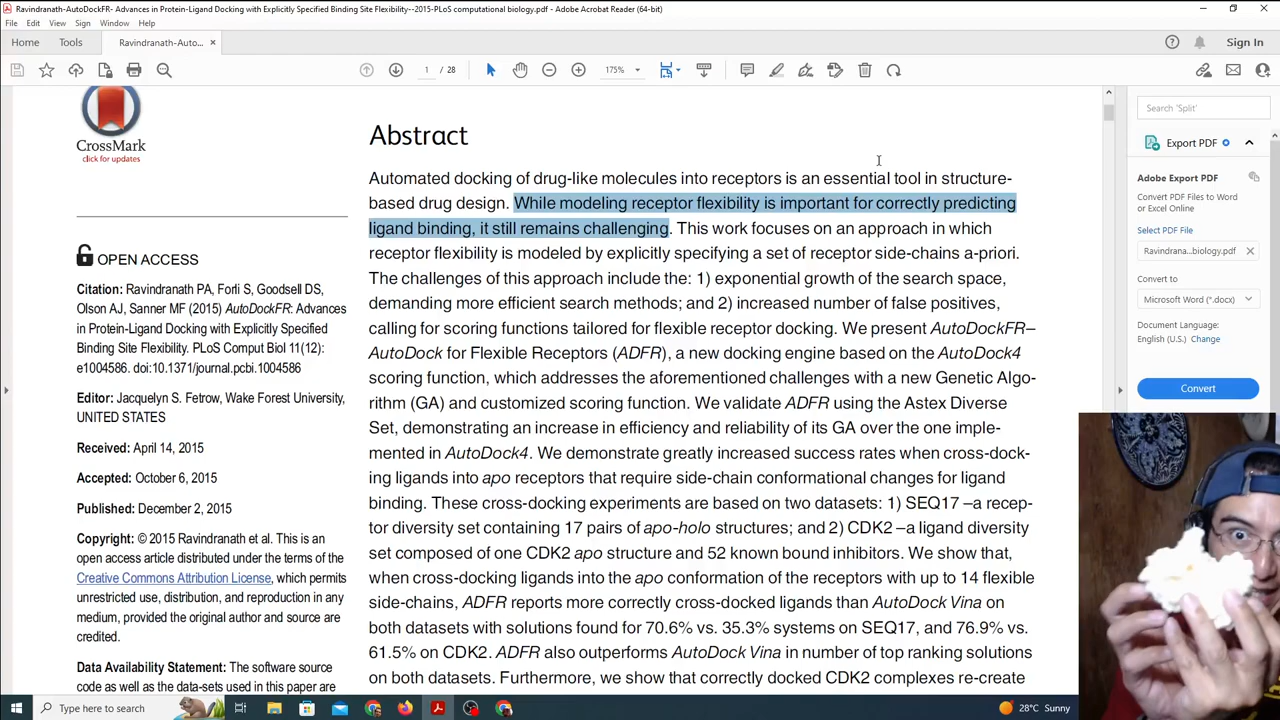 Ravindranath-AutoDockFR- Advances in Protein-Ligand Docking with Explicitly Specified Binding Site Flexibility--2015-PLoS computational biology.pdf - Adobe Acrobat Reader (64-bit)
File Edit View Sign Window Help
Home Tools Ravindranath-Auto... Sign In
1 / 28 175%
CrossMark
click for updates
OPEN ACCESS
Citation: Ravindranath PA, Forli S, Goodsell DS,
Olson AJ, Sanner MF (2015) AutoDockFR: Advances
in Protein-Ligand Docking with Explicitly Specified
Binding Site Flexibility. PLoS Comput Biol 11(12):
e1004586. doi:10.1371/journal.pcbi.1004586
Editor: Jacquelyn S. Fetrow, Wake Forest University,
UNITED STATES
Received: April 14, 2015
Accepted: October 6, 2015
Published: December 2, 2015
Copyright: © 2015 Ravindranath et al. This is an
open access article distributed under the terms of the
Creative Commons Attribution License, which permits
unrestricted use, distribution, and reproduction in any
medium, provided the original author and source are
credited.
Data Availability Statement: The software source
code as well as the data-sets used in this paper are
Abstract
Automated docking of drug-like molecules into receptors is an essential tool in structure-
based drug design. While modeling receptor flexibility is important for correctly predicting
ligand binding, it still remains challenging. This work focuses on an approach in which
receptor flexibility is modeled by explicitly specifying a set of receptor side-chains a-priori.
The challenges of this approach include the: 1) exponential growth of the search space,
demanding more efficient search methods; and 2) increased number of false positives,
calling for scoring functions tailored for flexible receptor docking. We present AutoDockFR–
AutoDock for Flexible Receptors (ADFR), a new docking engine based on the AutoDock4
scoring function, which addresses the aforementioned challenges with a new Genetic Algo-
rithm (GA) and customized scoring function. We validate ADFR using the Astex Diverse
Set, demonstrating an increase in efficiency and reliability of its GA over the one imple-
mented in AutoDock4. We demonstrate greatly increased success rates when cross-dock-
ing ligands into apo receptors that require side-chain conformational changes for ligand
binding. These cross-docking experiments are based on two datasets: 1) SEQ17 –a recep-
tor diversity set containing 17 pairs of apo-holo structures; and 2) CDK2 –a ligand diversity
set composed of one CDK2 apo structure and 52 known bound inhibitors. We show that,
when cross-docking ligands into the apo conformation of the receptors with up to 14 flexible
side-chains, ADFR reports more correctly cross-docked ligands than AutoDock Vina on
both datasets with solutions found for 70.6% vs. 35.3% systems on SEQ17, and 76.9% vs.
61.5% on CDK2. ADFR also outperforms AutoDock Vina in number of top ranking solutions
on both datasets. Furthermore, we show that correctly docked CDK2 complexes re-create
Search 'Split'
Export PDF
Adobe Export PDF
Convert PDF Files to Word
or Excel Online
Select PDF File
Ravindrana...biology.pdf
Convert to
Microsoft Word (*.docx)
Document Language:
English (U.S.) Change
Convert
Type here to search
28°C Sunny